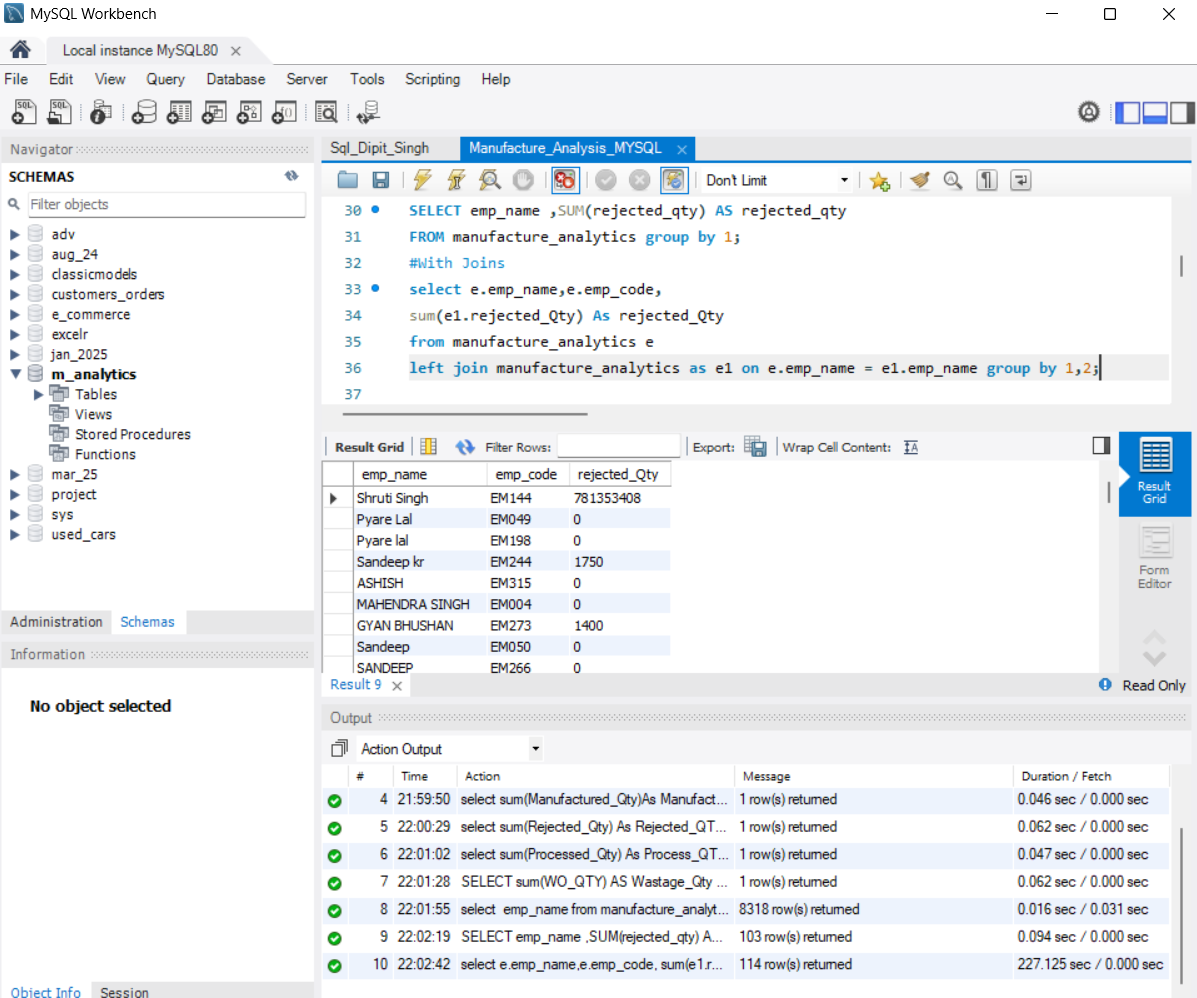 MySQL Workbench
Local instance MySQL80
File Edit View Query Database Server Tools Scripting Help
Navigator
SCHEMAS
Filter objects
adv
aug_24
classicmodels
customers_orders
e_commerce
excelr
jan_2025
m_analytics
Tables
Views
Stored Procedures
Functions
mar_25
project
sys
used_cars
Administration Schemas
Information
No object selected
Object Info Session
Sql_Dipit_Singh Manufacture_Analysis_MYSQL
Don't Limit
30 SELECT emp_name ,SUM(rejected_qty) AS rejected_qty
31 FROM manufacture_analytics group by 1;
32 #With Joins
33 select e.emp_name,e.emp_code,
34 sum(e1.rejected_Qty) As rejected_Qty
35 from manufacture_analytics e
36 left join manufacture_analytics as e1 on e.emp_name = e1.emp_name group by 1,2;
37
Result Grid Filter Rows: Export: Wrap Cell Content:
emp_name emp_code rejected_Qty
Shruti Singh EM144 781353408
Pyare Lal EM049 0
Pyare lal EM198 0
Sandeep kr EM244 1750
ASHISH EM315 0
MAHENDRA SINGH EM004 0
GYAN BHUSHAN EM273 1400
Sandeep EM050 0
SANDEEP EM266 0
Result
Grid
Form
Editor
Result 9
Read Only
Output
Action Output
# Time Action Message Duration / Fetch
4 21:59:50 select sum(Manufactured_Qty)As Manufact... 1 row(s) returned 0.046 sec / 0.000 sec
5 22:00:29 select sum(Rejected_Qty) As Rejected_QT... 1 row(s) returned 0.062 sec / 0.000 sec
6 22:01:02 select sum(Processed_Qty) As Process_QT... 1 row(s) returned 0.047 sec / 0.000 sec
7 22:01:28 SELECT sum(WO_QTY) AS Wastage_Qty ... 1 row(s) returned 0.062 sec / 0.000 sec
8 22:01:55 select emp_name from manufacture_analyt... 8318 row(s) returned 0.016 sec / 0.031 sec
9 22:02:19 SELECT emp_name ,SUM(rejected_qty) A... 103 row(s) returned 0.094 sec / 0.000 sec
10 22:02:42 select e.emp_name,e.emp_code, sum(e1.r... 114 row(s) returned 227.125 sec / 0.000 sec